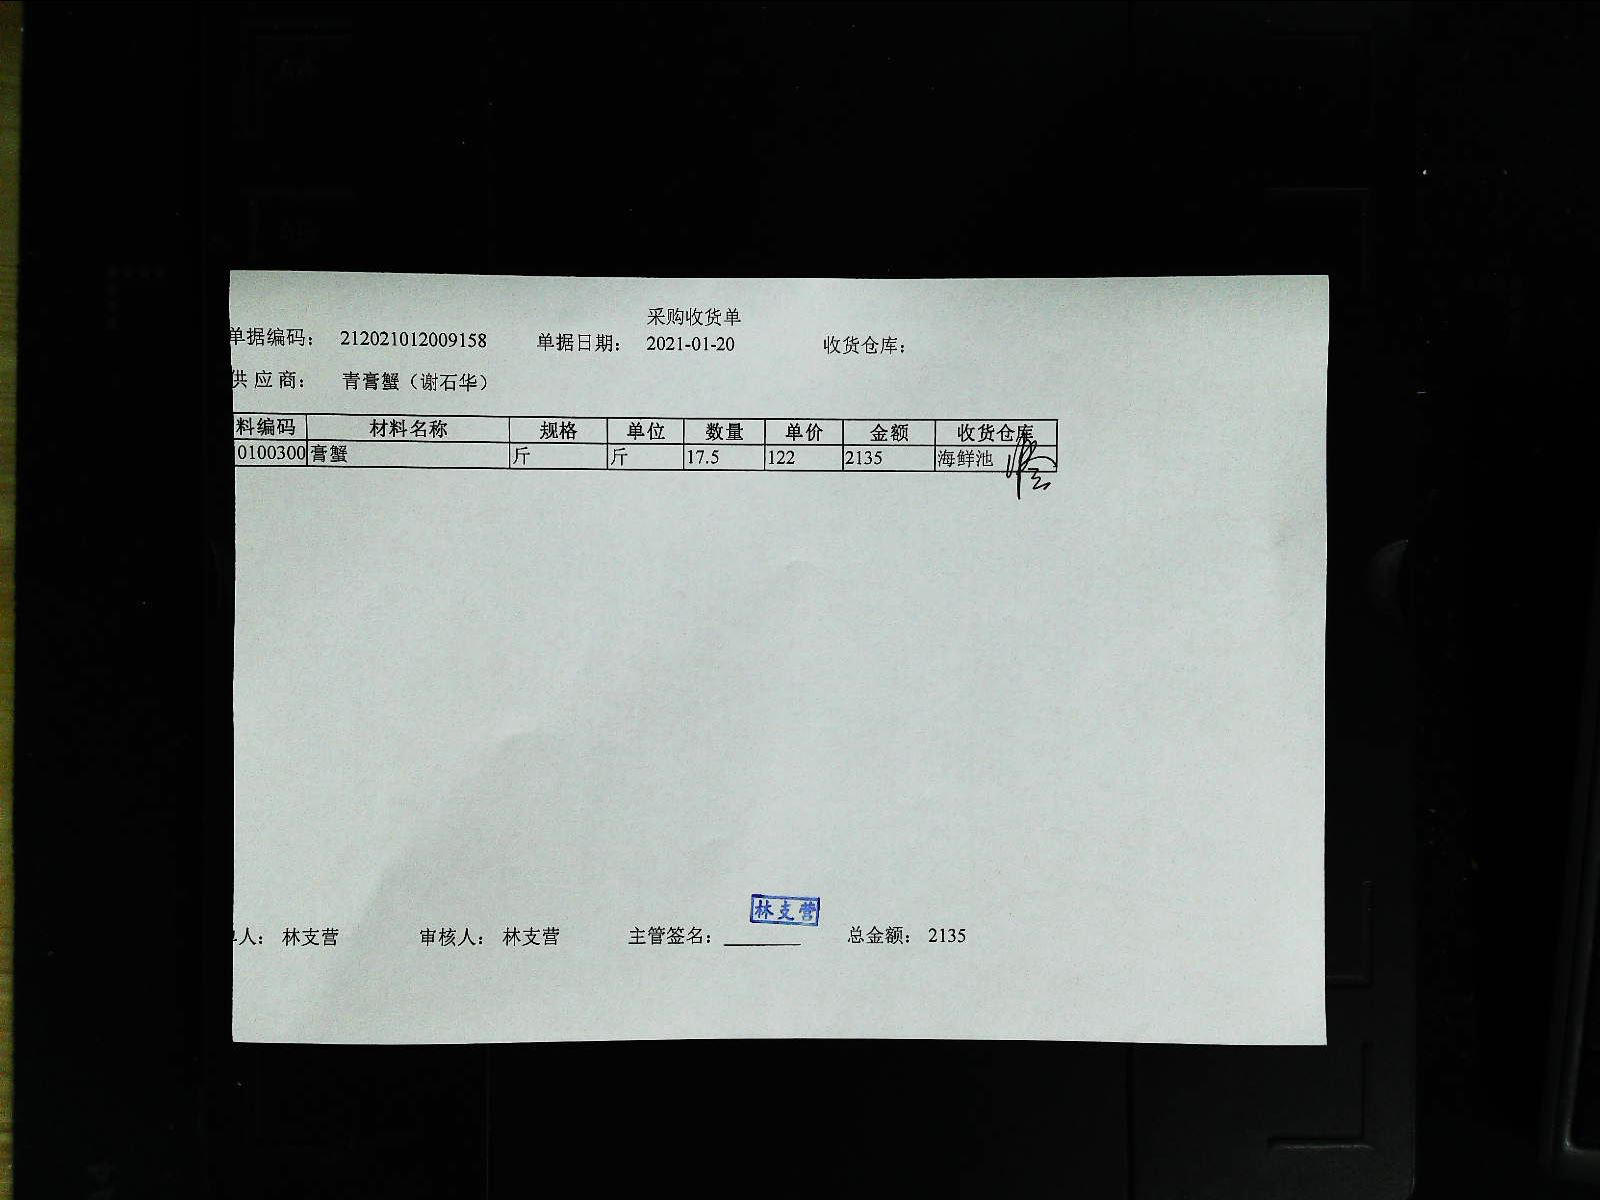 采购收货单
单据编码： 212021012009158 单据日期： 2021-01-20 收货仓库：
供应商： 青膏蟹（谢石华）
料编码 材料名称 规格 单位 数量 单价 金额 收货仓库
0100300 膏蟹 斤 斤 17.5 122 2135 海鲜池
林支营
人： 林支营 审核人： 林支营 主管签名： 总金额： 2135